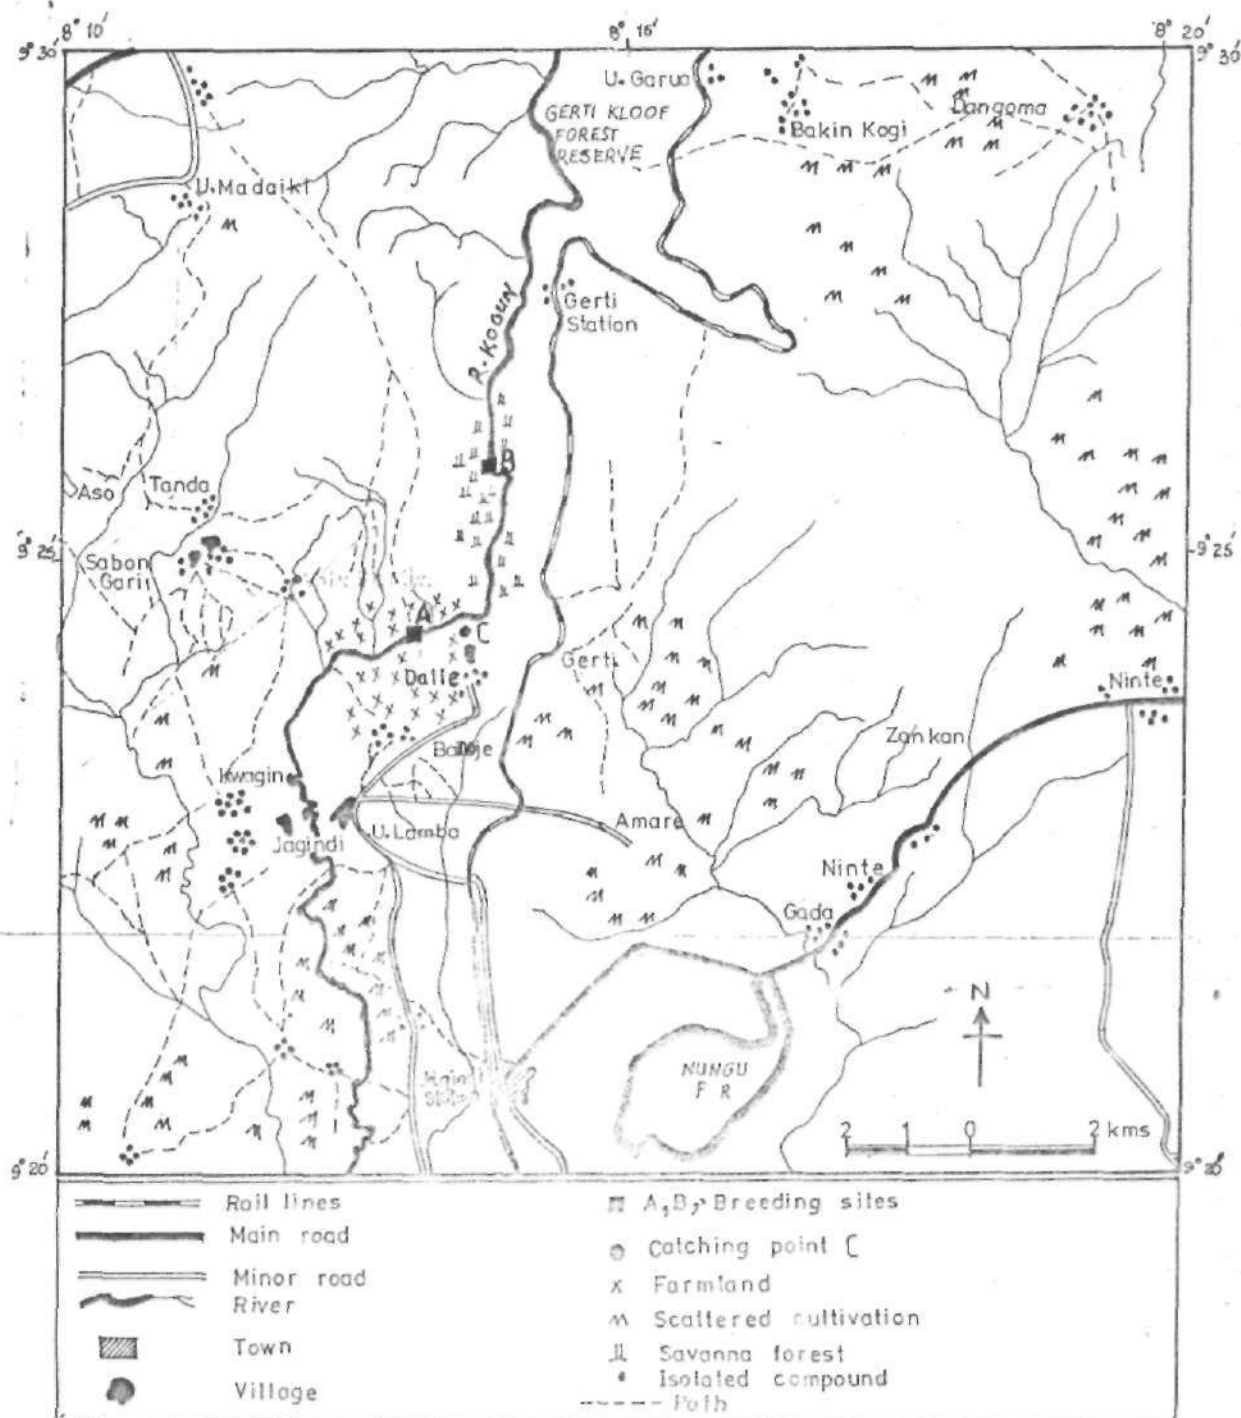 8° 10′
8° 15′
8° 20′
9° 30′
9° 30
U. Garua
GERTI KLOOF
FOREST
RESERVE
Dangoma
Bakin Kogi
U. Madaiki
R. KOGUN
Gerti
Station
B
Aso
Tanda
9° 25′
9° 25′
Sabon
Gari
A
C
Gerti
Dalle
Ninte
Zankan
Kwagin
Amare
U. Lamba
Jagindi
Ninte
Gada
N
NUNGU
F R
2 1 0 2 kms
9° 20′
9° 20′
Rail lines
Main road
Minor road
River
Town
Village
A,B, Breeding sites
Catching point C
Farmland
Scattered cultivation
Savanna forest
Isolated compound
Path